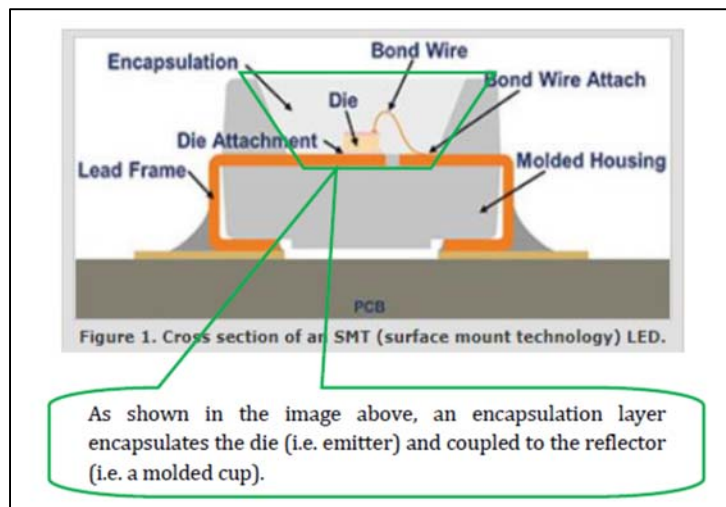 Bond Wire
Encapsulation
Bond Wire Attach
Die
Die Attachment
Molded Housing
Lead Frame
PCB
Figure 1. Cross section of an SMT (surface mount technology) LED.
As shown in the image above, an encapsulation layer
encapsulates the die (i.e. emitter) and coupled to the reflector
(i.e. a molded cup).